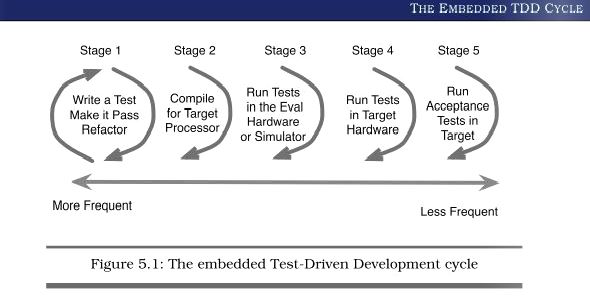 THE EMBEDDED TDD CYCLE
Stage 1
Stage 2
Stage 3
Stage 4
Stage 5
Write a Test
Make it Pass
Refactor
Compile
for Target
Processor
Run Tests
in the Eval
Hardware
or Simulator
Run Tests
in Target
Hardware
Run
Acceptance
Tests in
Target
More Frequent
Less Frequent
Figure 5.1: The embedded Test-Driven Development cycle